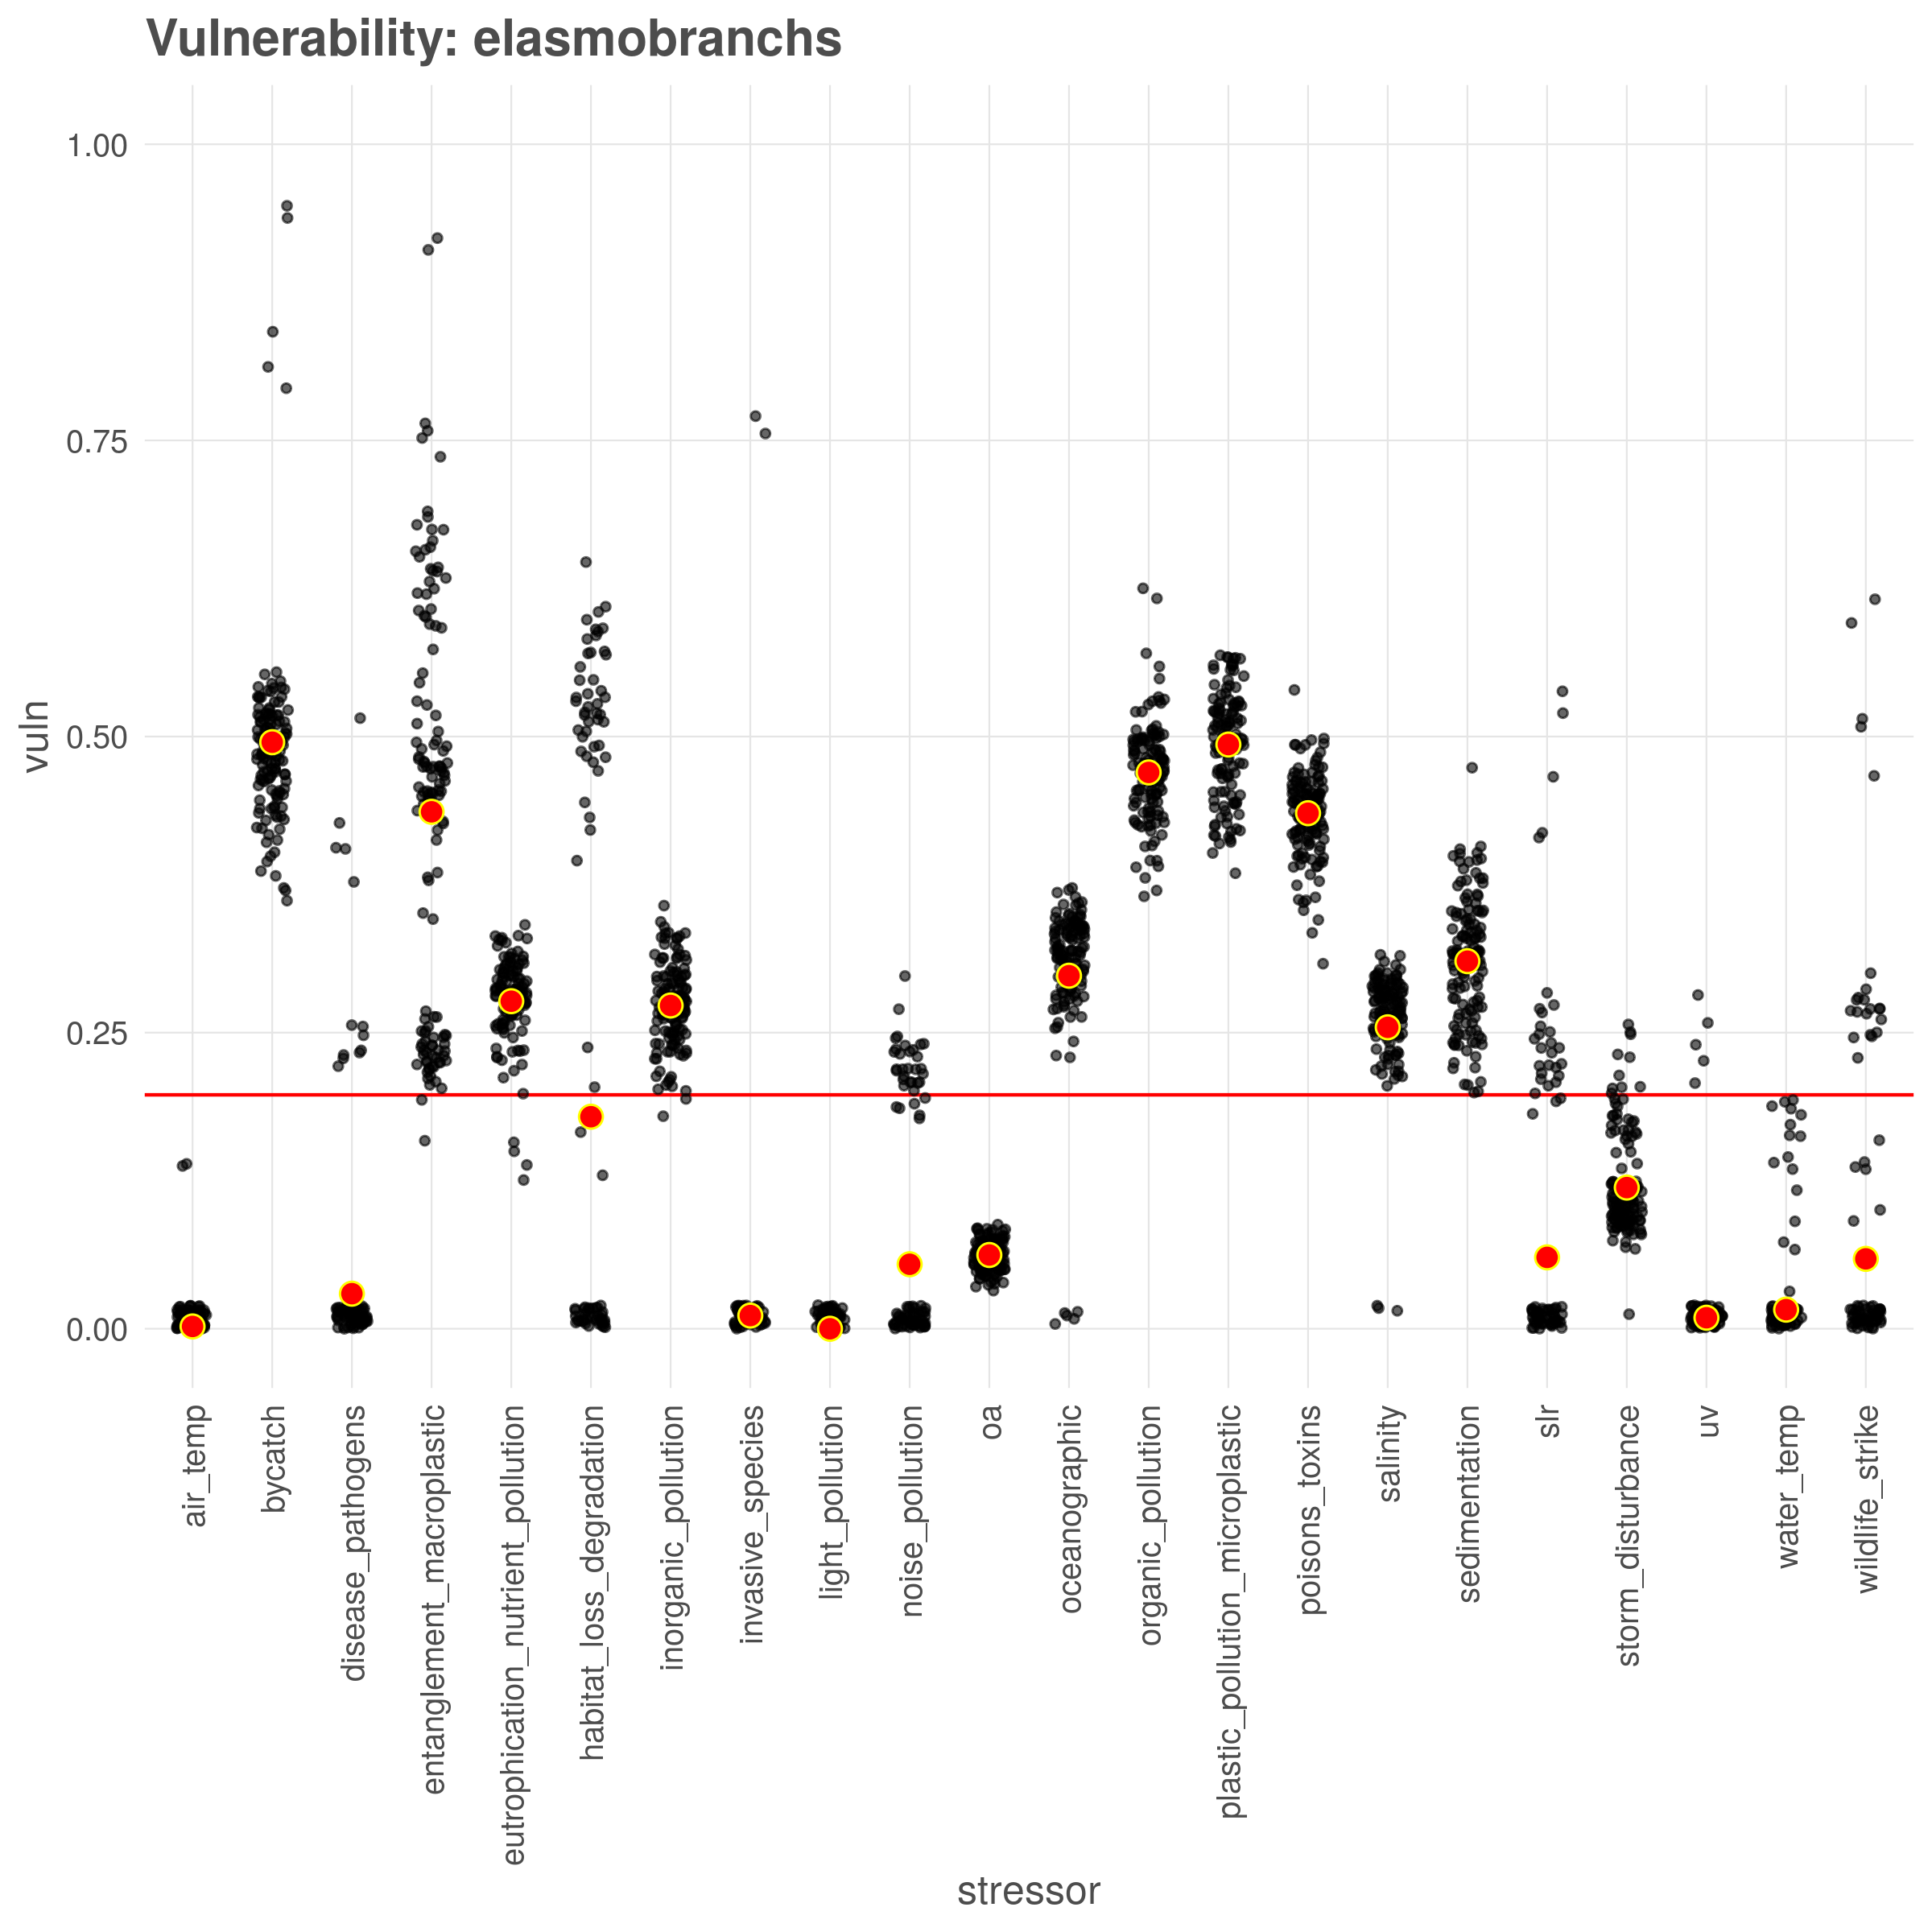 Vulnerability: elasmobranchs
1.00
0.75
0.50
0.25
0.00
vuln
air_temp
bycatch
disease_pathogens
entanglement_macroplastic
eutrophication_nutrient_pollution
habitat_loss_degradation
inorganic_pollution
invasive_species
light_pollution
noise_pollution
oa
oceanographic
organic_pollution
plastic_pollution_microplastic
poisons_toxins
salinity
sedimentation
slr
storm_disturbance
uv
water_temp
wildlife_strike
stressor